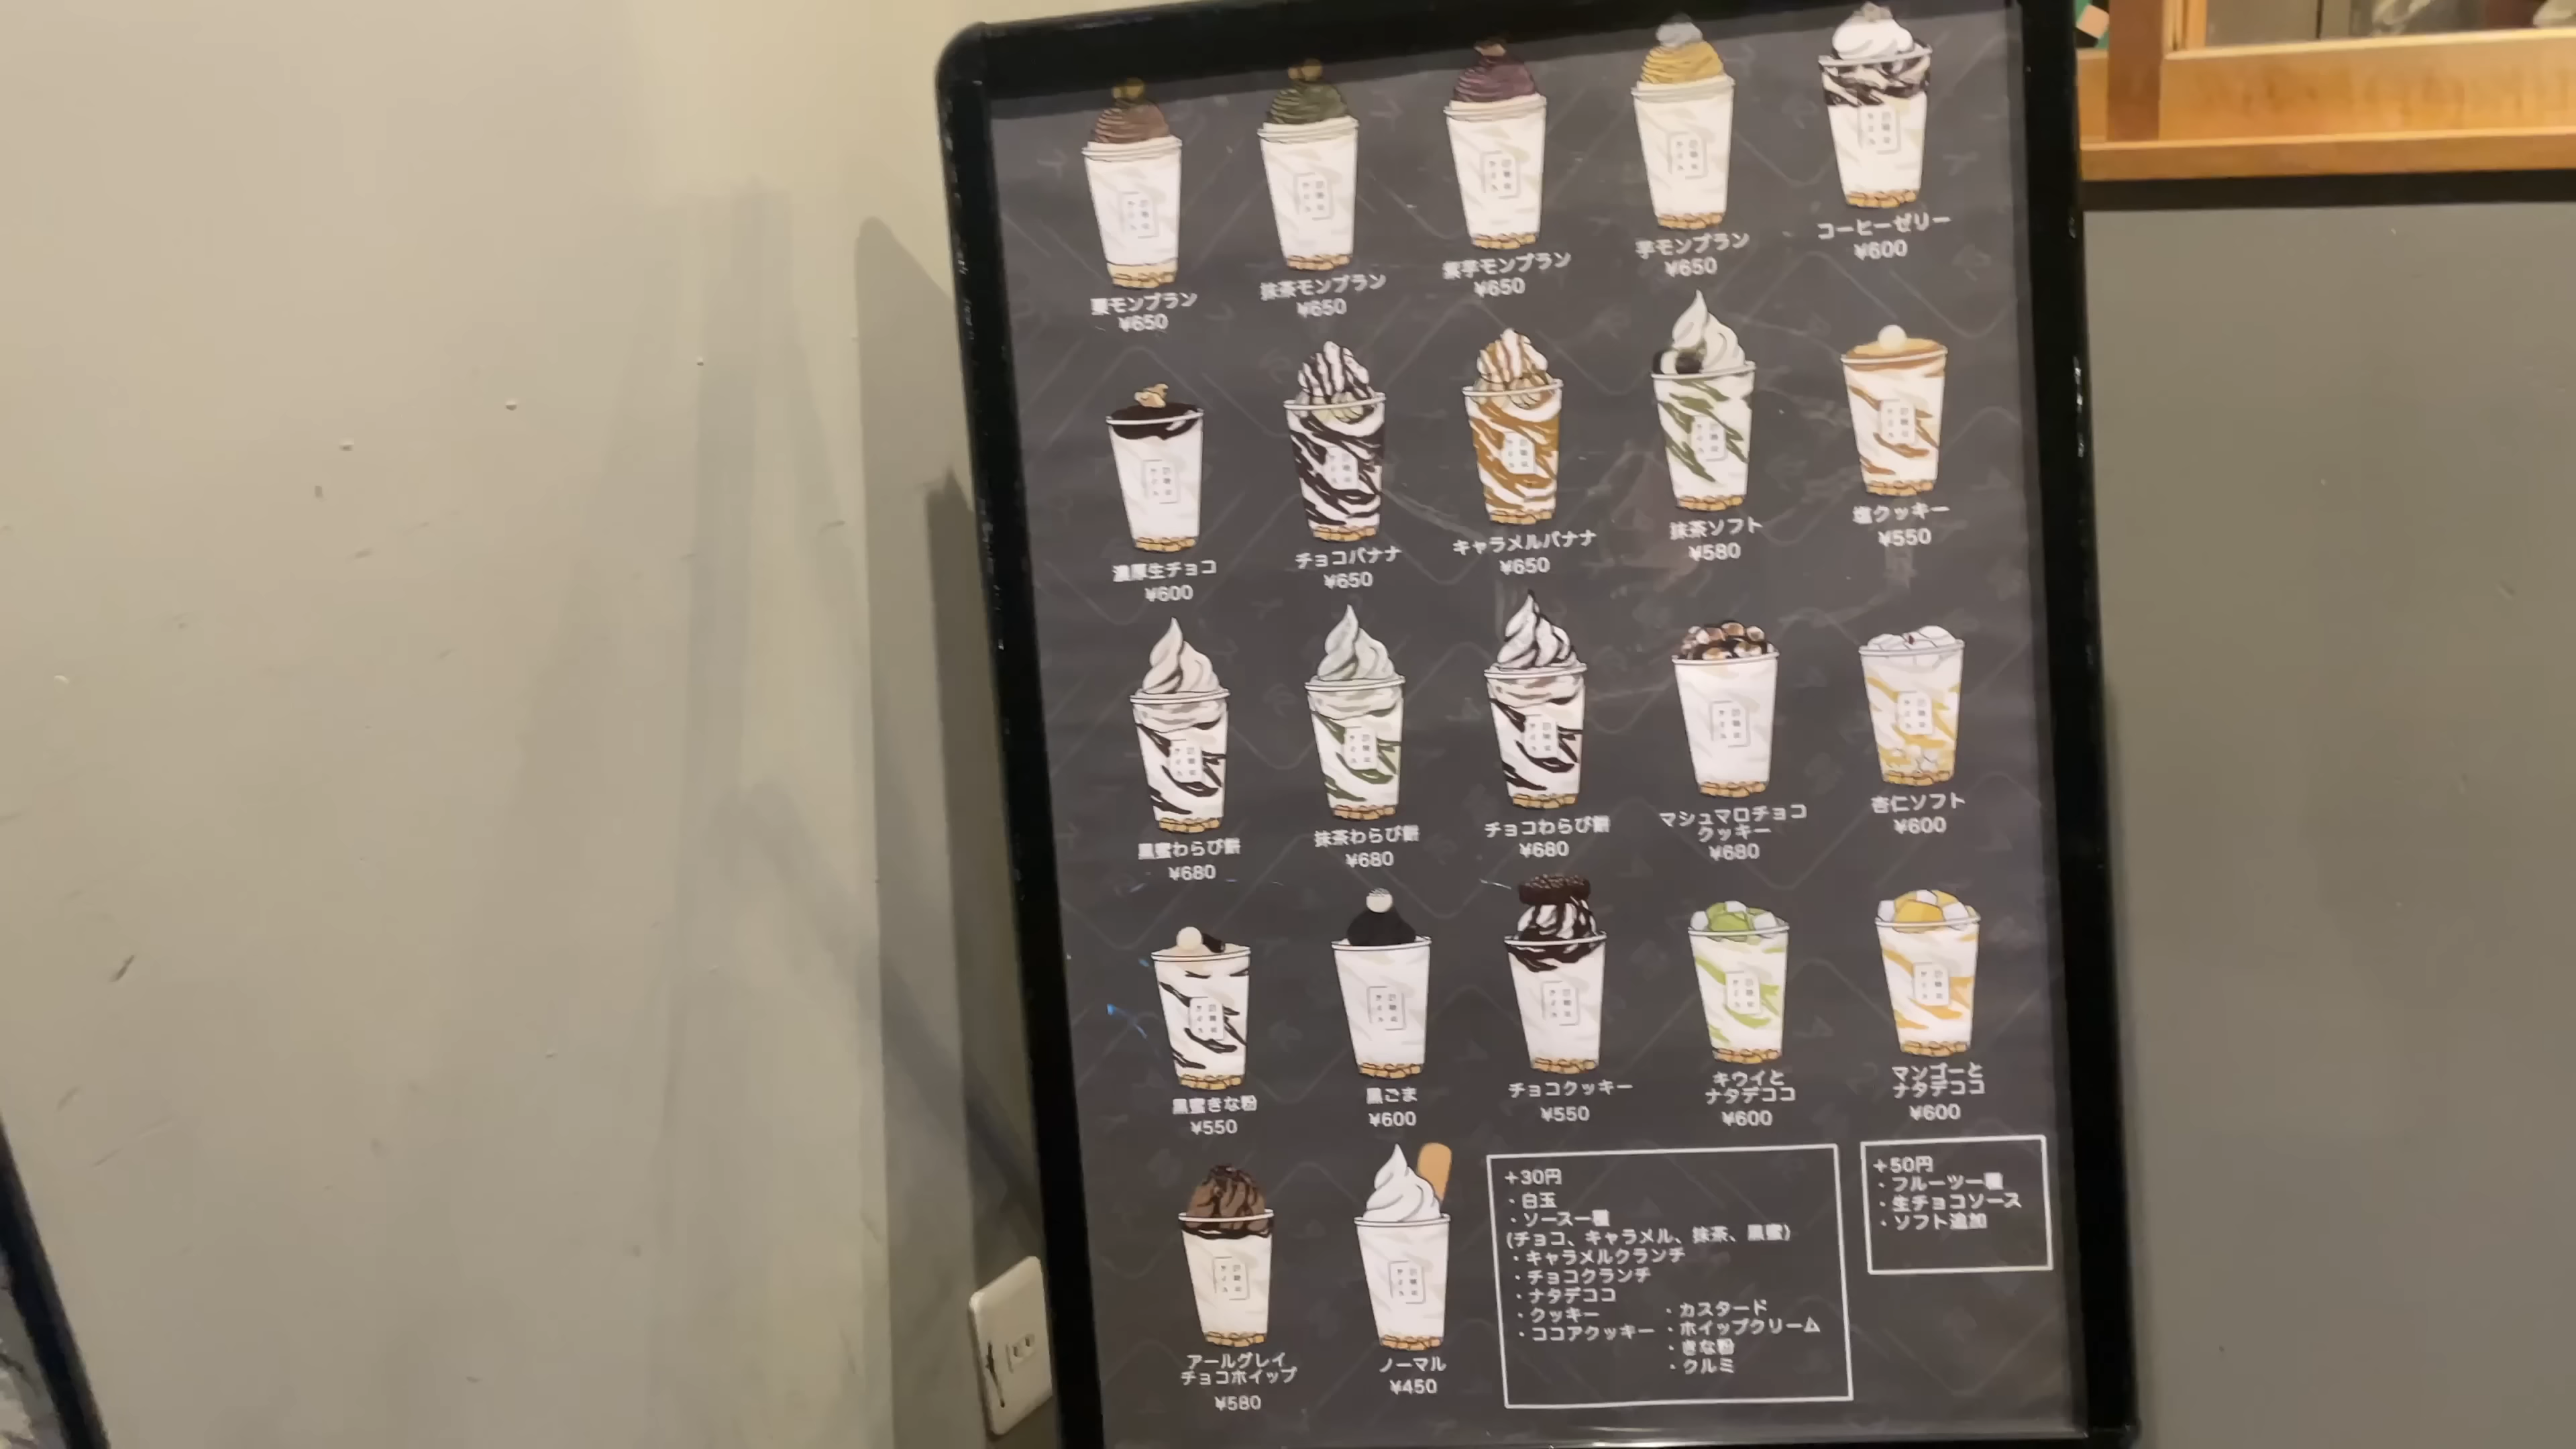 栗モンブラン
¥650
抹茶モンブラン
¥650
紫芋モンブラン
¥650
芋モンブラン
¥650
コーヒーゼリー
¥600
濃厚生チョコ
¥600
チョコバナナ
¥650
キャラメルバナナ
¥650
抹茶ソフト
¥580
塩クッキー
¥550
黒蜜わらび餅
¥680
抹茶わらび餅
¥680
チョコわらび餅
¥680
マシュマロチョコ
クッキー
¥680
杏仁ソフト
¥600
黒蜜きな粉
¥550
黒ごま
¥600
チョコクッキー
¥550
キウイと
ナタデココ
¥600
マンゴーと
ナタデココ
¥600
アールグレイ
チョコホイップ
¥580
ノーマル
¥450
+30円
・白玉
・ソース一種
(チョコ、キャラメル、抹茶、黒蜜)
・キャラメルクランチ
・チョコクランチ
・ナタデココ
・クッキー
・ココアクッキー
・カスタード
・ホイップクリーム
・きな粉
・クルミ
+50円
・フルーツ一種
・生チョコソース
・ソフト追加